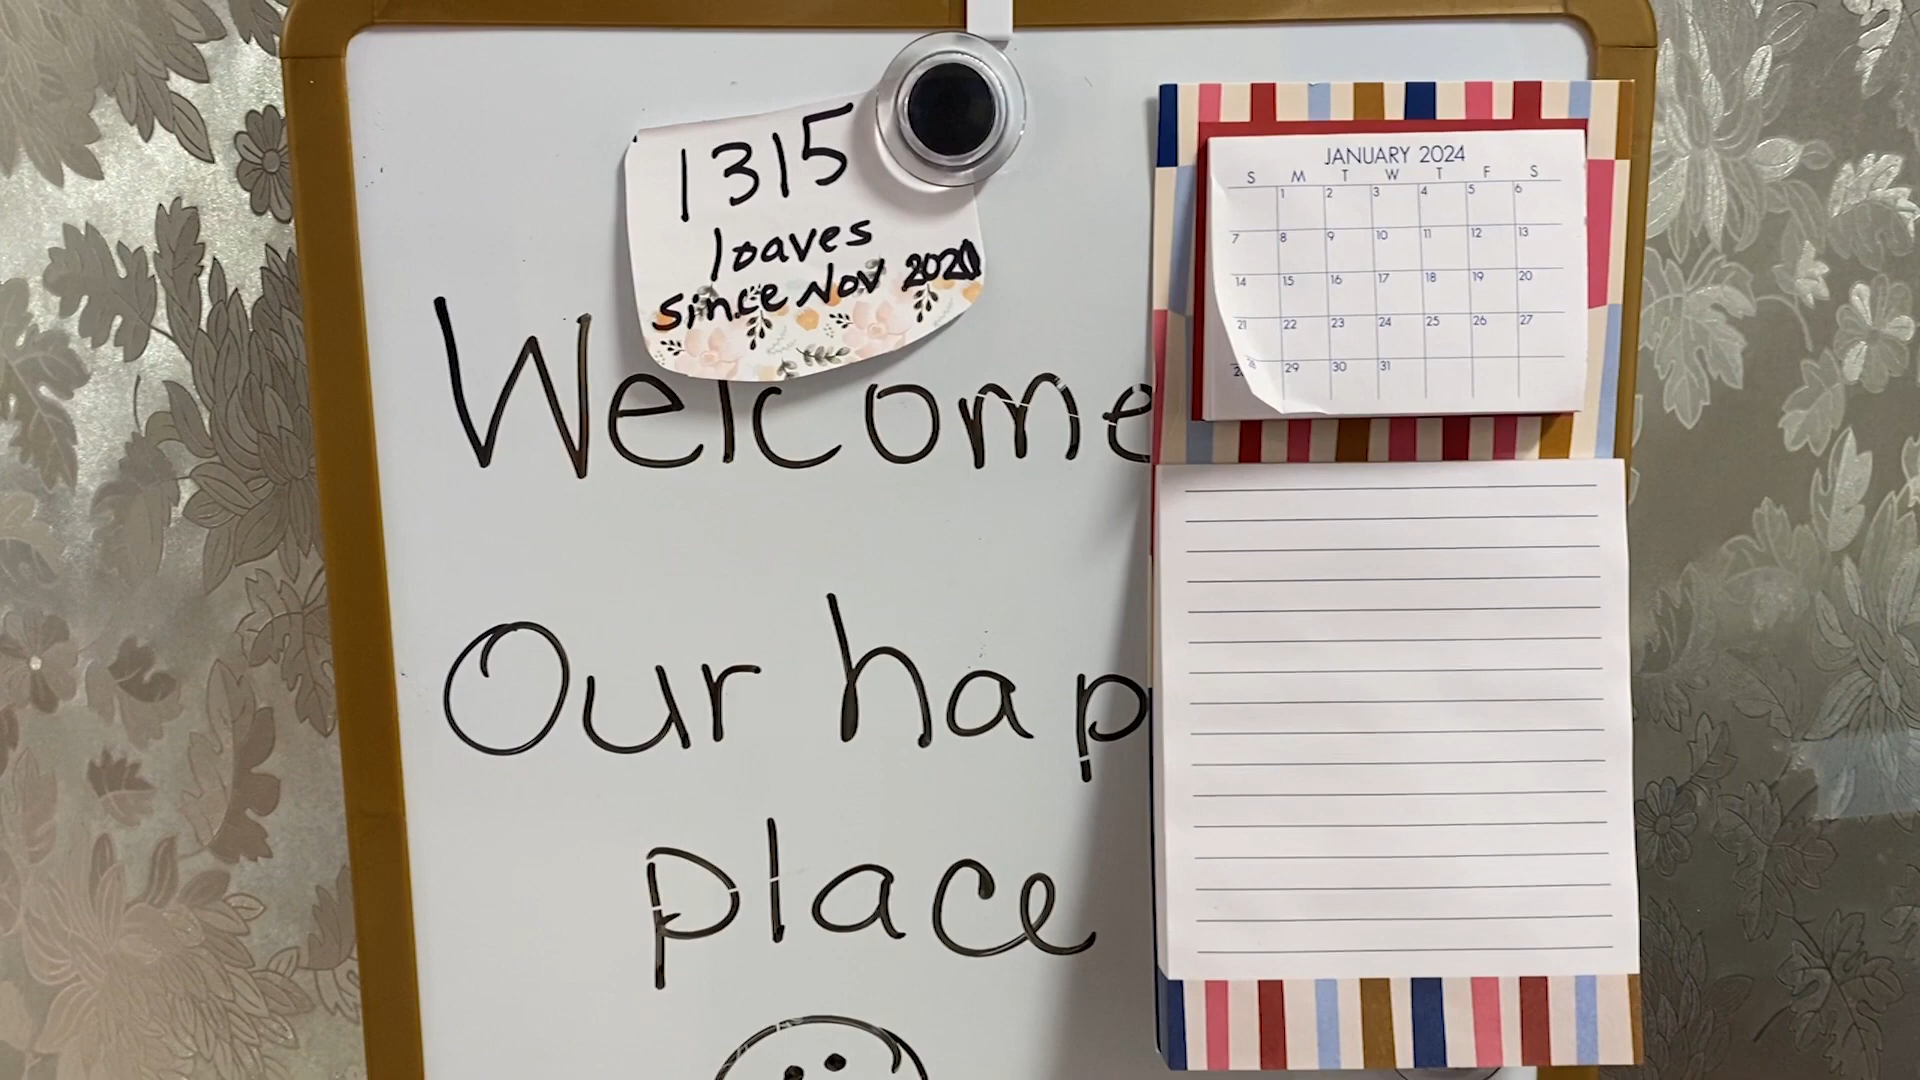 1315
loaves
since Nov 2020
Welcome
Our hap
place
JANUARY 2024
S M T W T F S
1 2 3 4 5 6
7 8 9 10 11 12 13
14 15 16 17 18 19 20
21 22 23 24 25 26 27
28 29 30 31